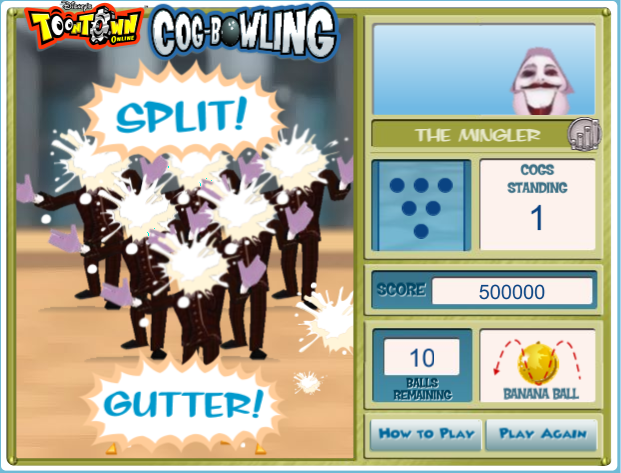 Disney's
TOONTOWN
ONLINE
COG-BOWLING
SPLIT!
GUTTER!
THE MINGLER
COGS
STANDING
1
SCORE 500000
10
BALLS
REMAINING
BANANA BALL
HOW TO PLAY
PLAY AGAIN